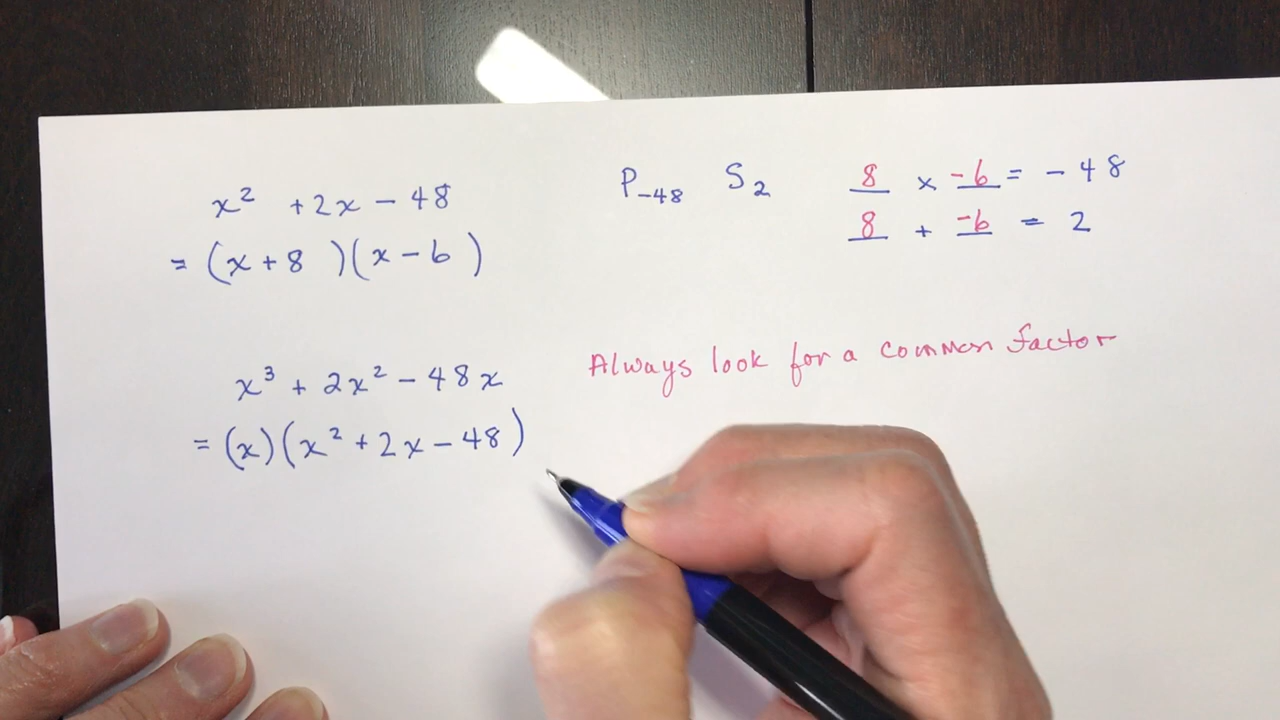 x² + 2x − 48
= (x + 8 )(x − 6 )
P₋₄₈ S₂
8 × -6 = − 48
8 + -6 = 2
x³ + 2x² − 48x
= (x)(x² + 2x − 48)
Always look for a common factor